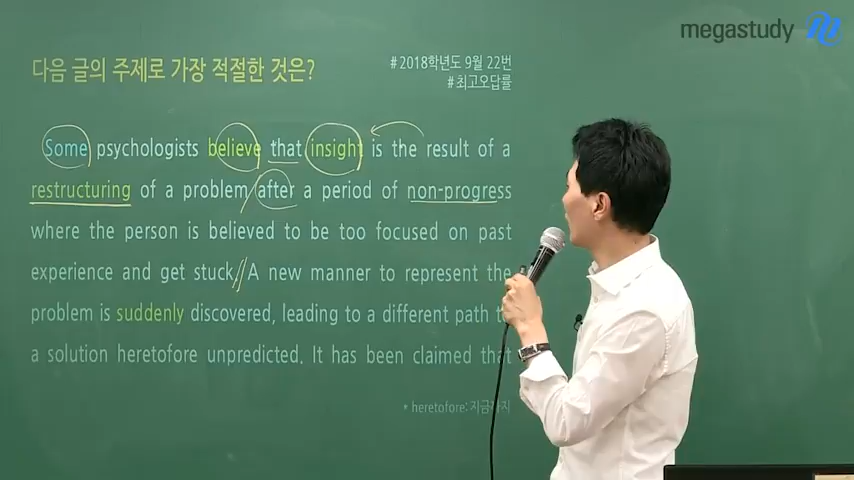 megastudy
다음 글의 주제로 가장 적절한 것은?
#2018학년도 9월 22번
#최고오답률
Some psychologists believe that insight is the result of a
restructuring of a problem after a period of non-progress
where the person is believed to be too focused on past
experience and get stuck. A new manner to represent the
problem is suddenly discovered, leading to a different path
a solution heretofore unpredicted. It has been claimed that
* heretofore: 지금까지